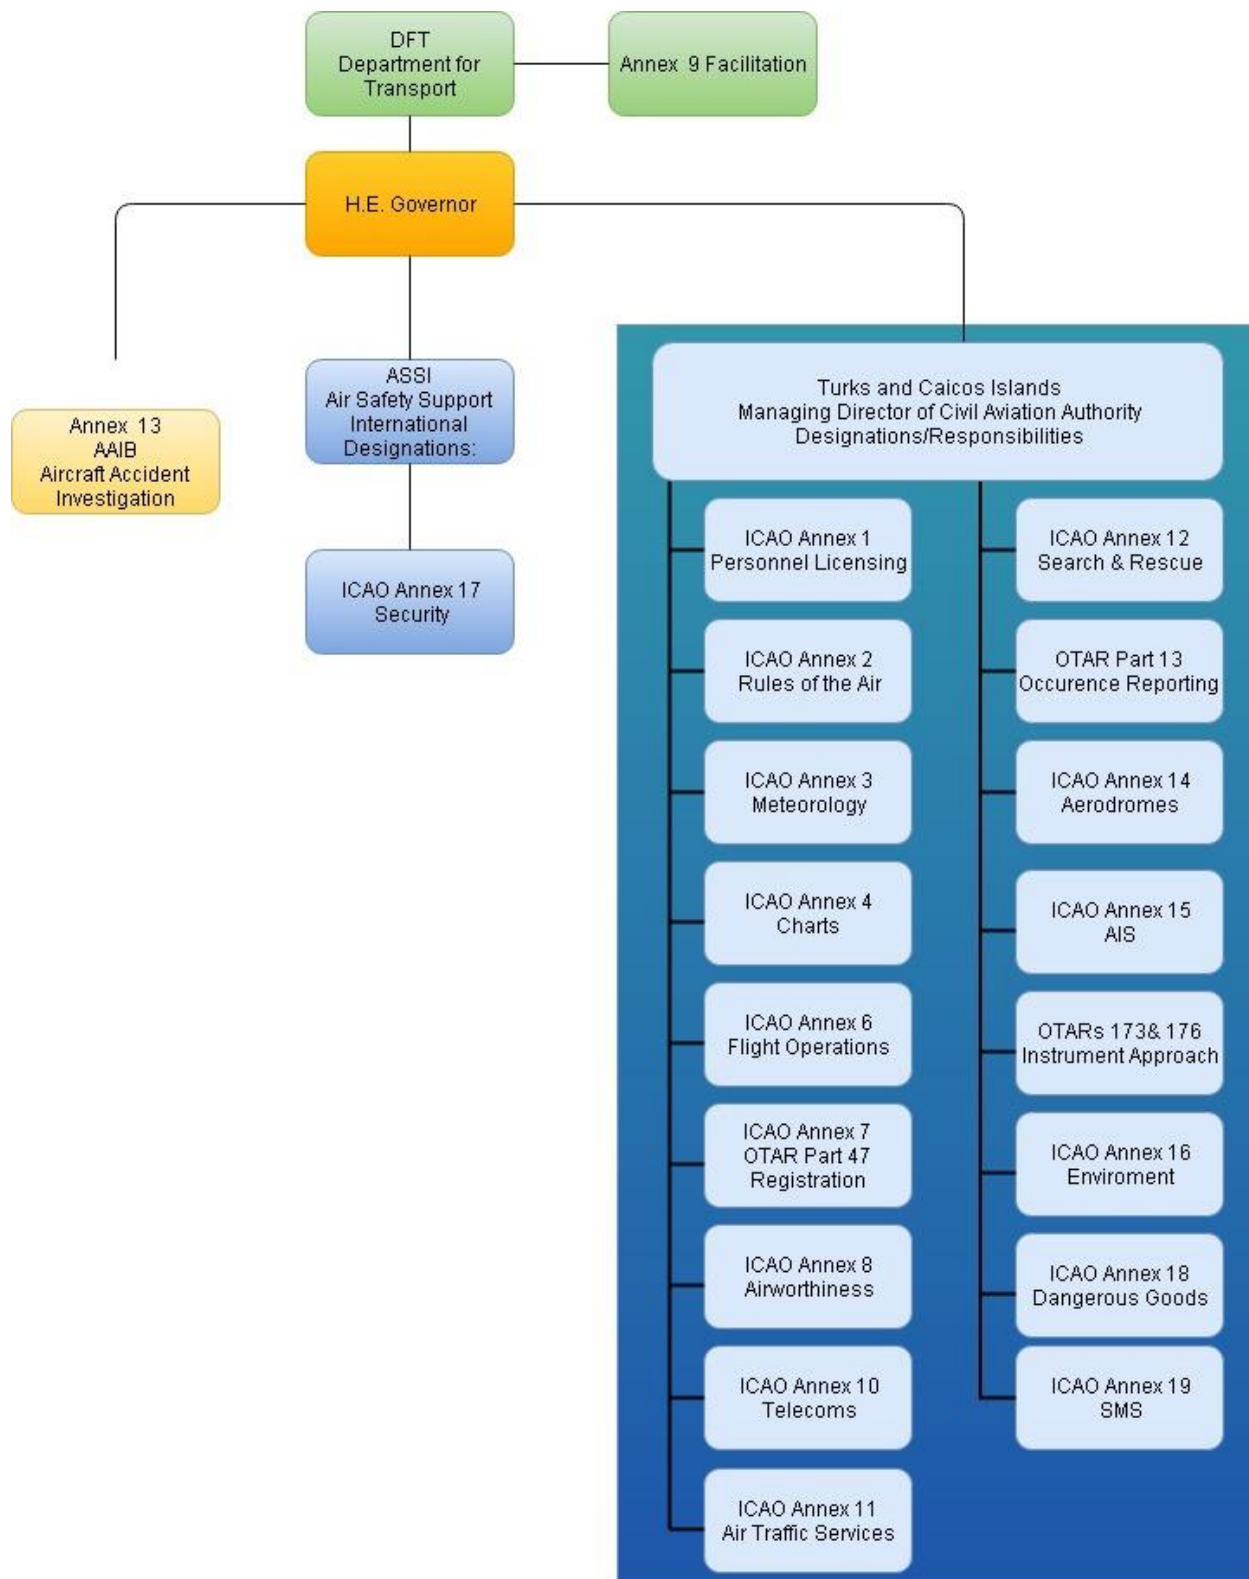 DFT
Department for
Transport
Annex 9 Facilitation
H.E. Governor
Annex 13
AAIB
Aircraft Accident
Investigation
ASSI
Air Safety Support
International
Designations:
ICAO Annex 17
Security
Turks and Caicos Islands
Managing Director of Civil Aviation Authority
Designations/Responsibilities
ICAO Annex 1
Personnel Licensing
ICAO Annex 2
Rules of the Air
ICAO Annex 3
Meteorology
ICAO Annex 4
Charts
ICAO Annex 6
Flight Operations
ICAO Annex 7
OTAR Part 47
Registration
ICAO Annex 8
Airworthiness
ICAO Annex 10
Telecoms
ICAO Annex 11
Air Traffic Services
ICAO Annex 12
Search & Rescue
OTAR Part 13
Occurence Reporting
ICAO Annex 14
Aerodromes
ICAO Annex 15
AIS
OTARs 173& 176
Instrument Approach
ICAO Annex 16
Enviroment
ICAO Annex 18
Dangerous Goods
ICAO Annex 19
SMS